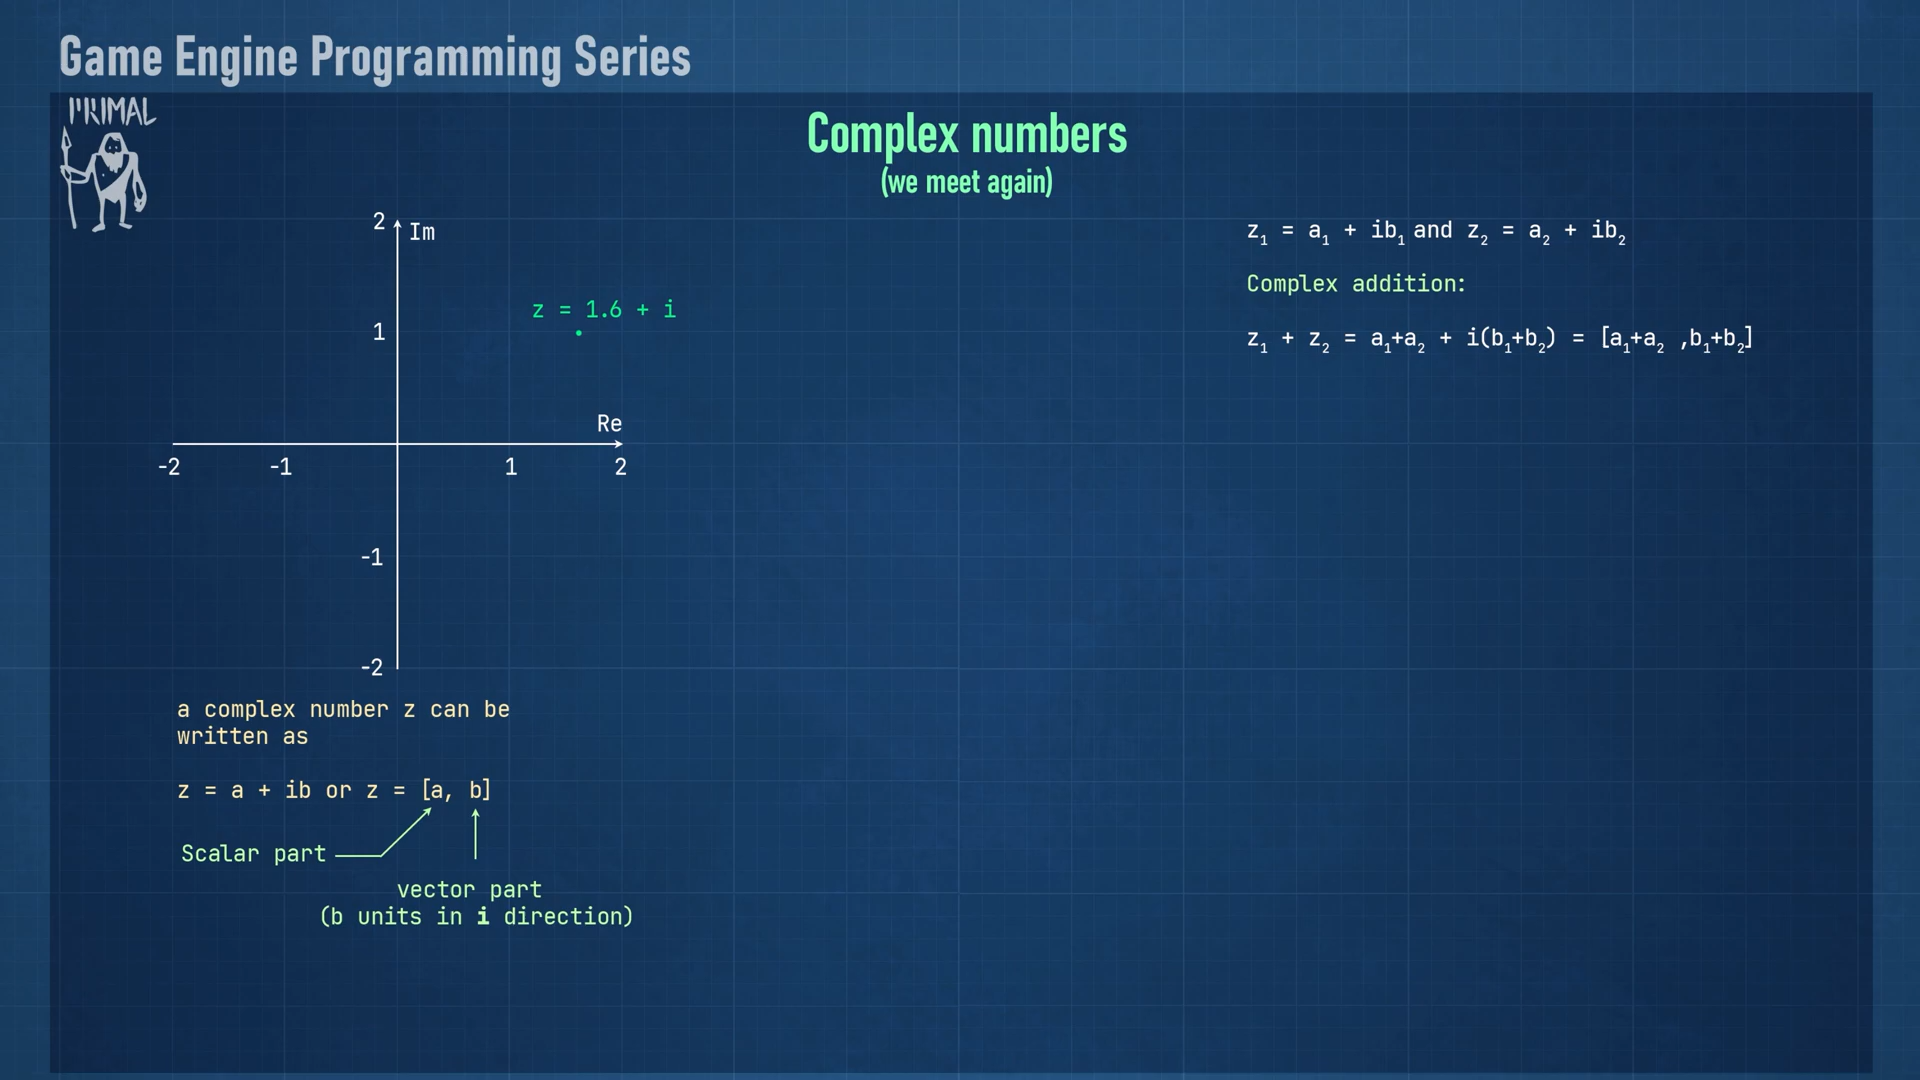 Game Engine Programming Series
PRIMAL
Complex numbers
(we meet again)
2
Im
z = 1.6 + i
1
Re
-2 -1 1 2
-1
-2
a complex number z can be
written as
z = a + ib or z = [a, b]
Scalar part
vector part
(b units in i direction)
z₁ = a₁ + ib₁ and z₂ = a₂ + ib₂
Complex addition:
z₁ + z₂ = a₁+a₂ + i(b₁+b₂) = [a₁+a₂ ,b₁+b₂]